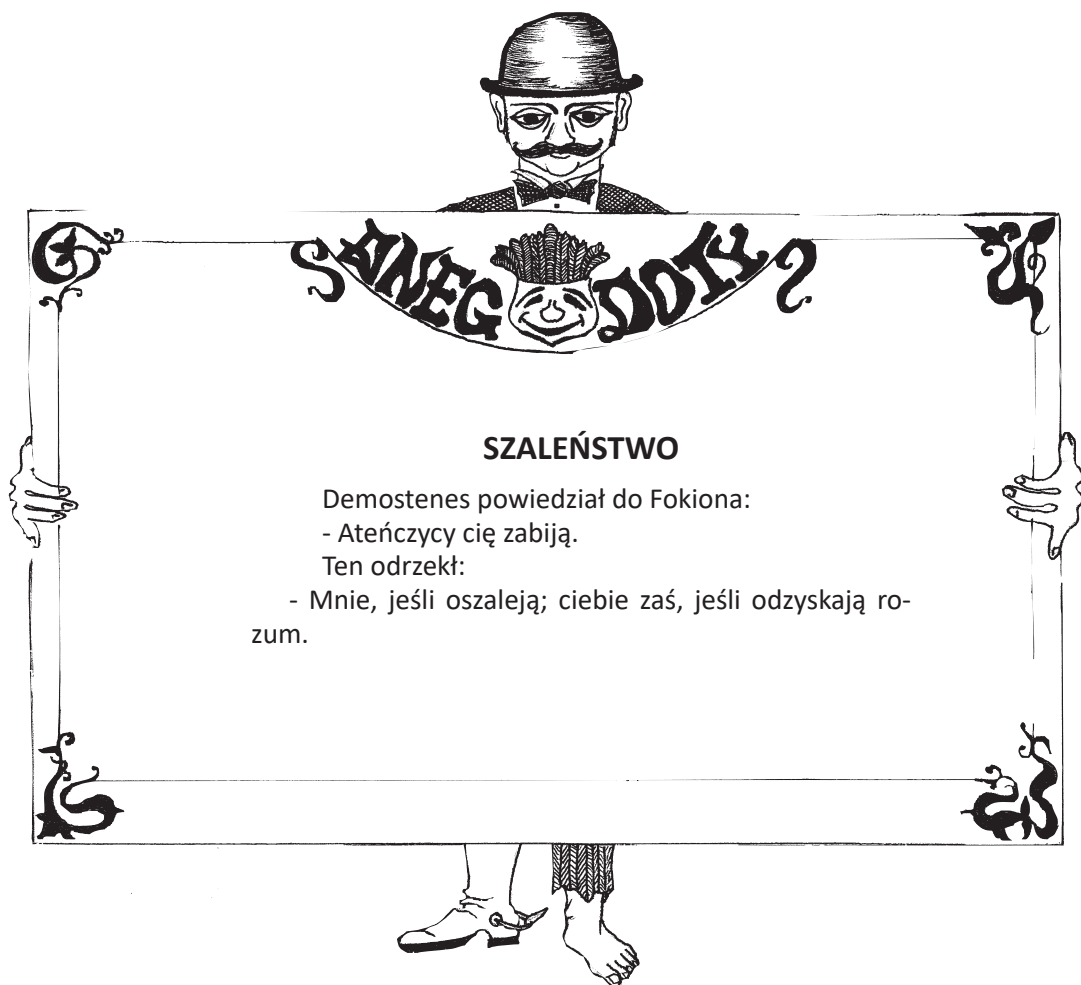 ANEGDOTY
SZALEŃSTWO
Demostenes powiedział do Fokiona:
- Ateńczycy cię zabiją.
Ten odrzekł:
- Mnie, jeśli oszaleją; ciebie zaś, jeśli odzyskają ro-
zum.